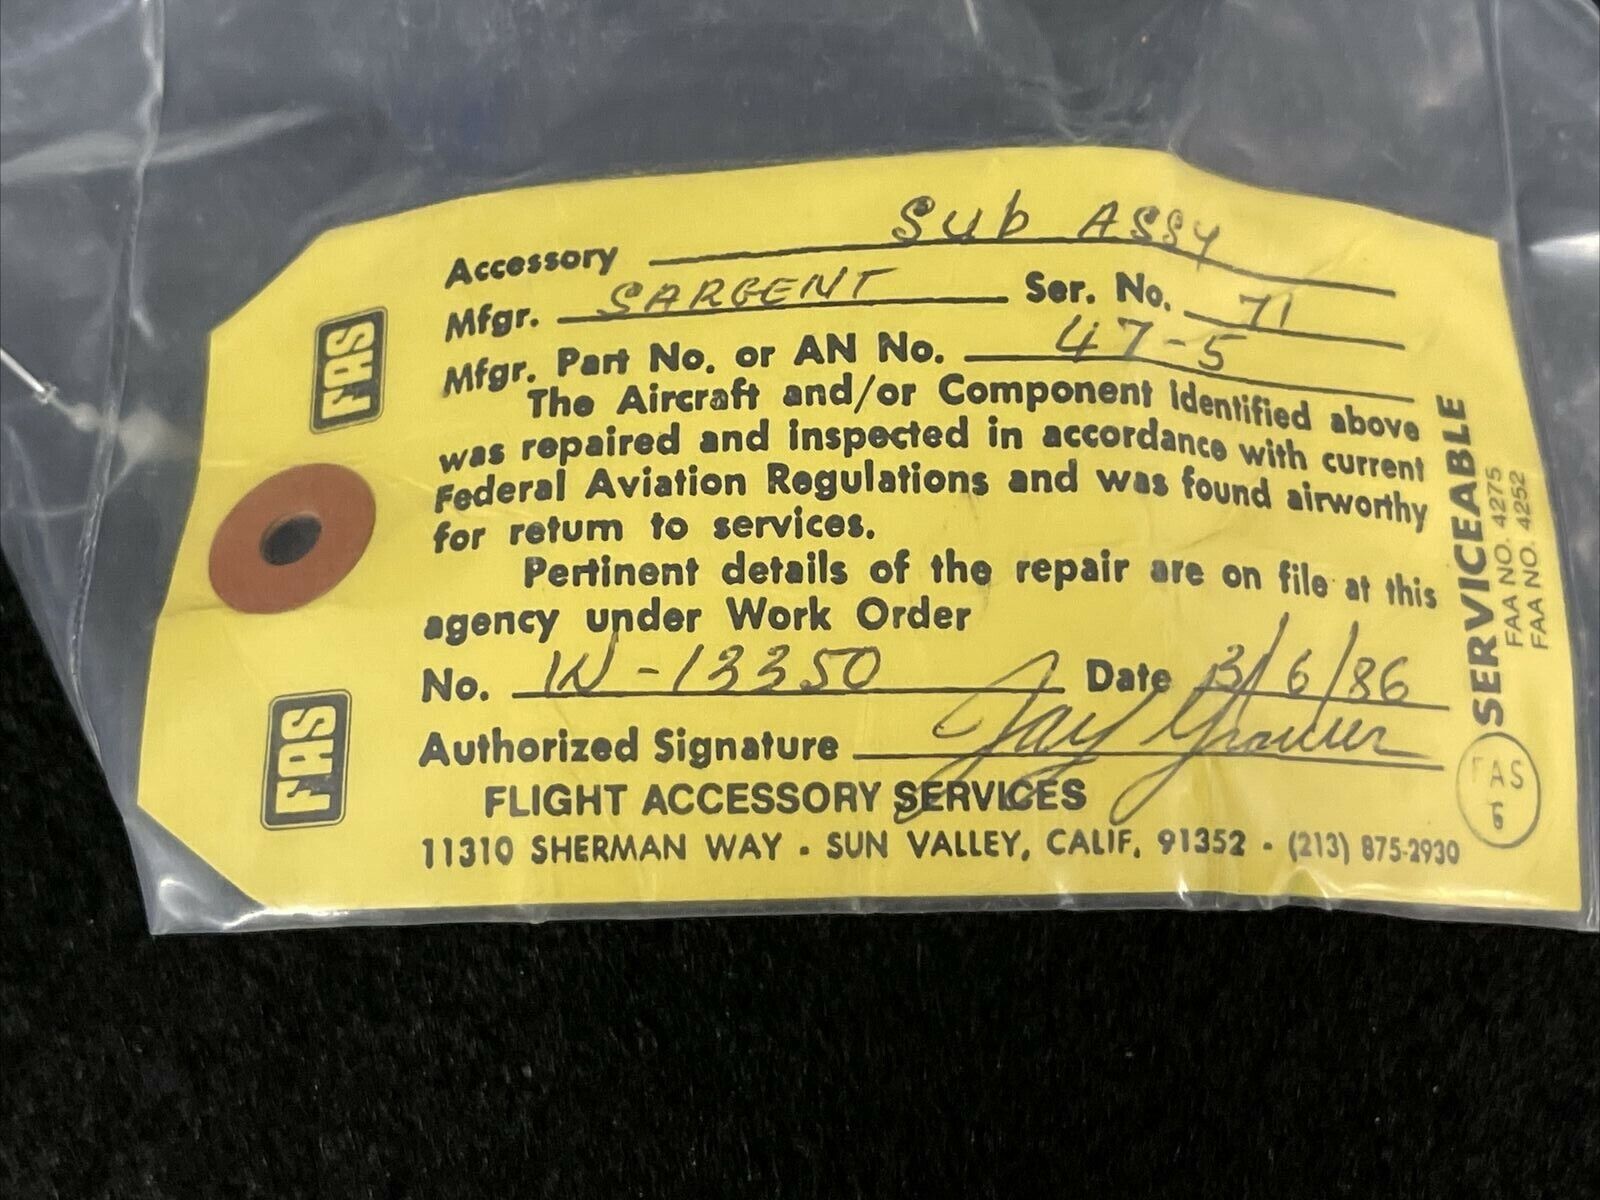 Accessory Sub Assy
Mfgr. SARGENT Ser. No. 71
Mfgr. Part No. or AN No. 47-5
The Aircraft and/or Component identified above
was repaired and inspected in accordance with current
Federal Aviation Regulations and was found airworthy
for return to services.
Pertinent details of the repair are on file at this
agency under Work Order
No. W-13350 Date 3/6/86
Authorized Signature Jay
FLIGHT ACCESSORY SERVICES
11310 SHERMAN WAY - SUN VALLEY, CALIF. 91352 - (213) 875-2930
FAS
FAS
SERVICEABLE
FAA NO. 4275
FAA NO. 4252
FAS
6